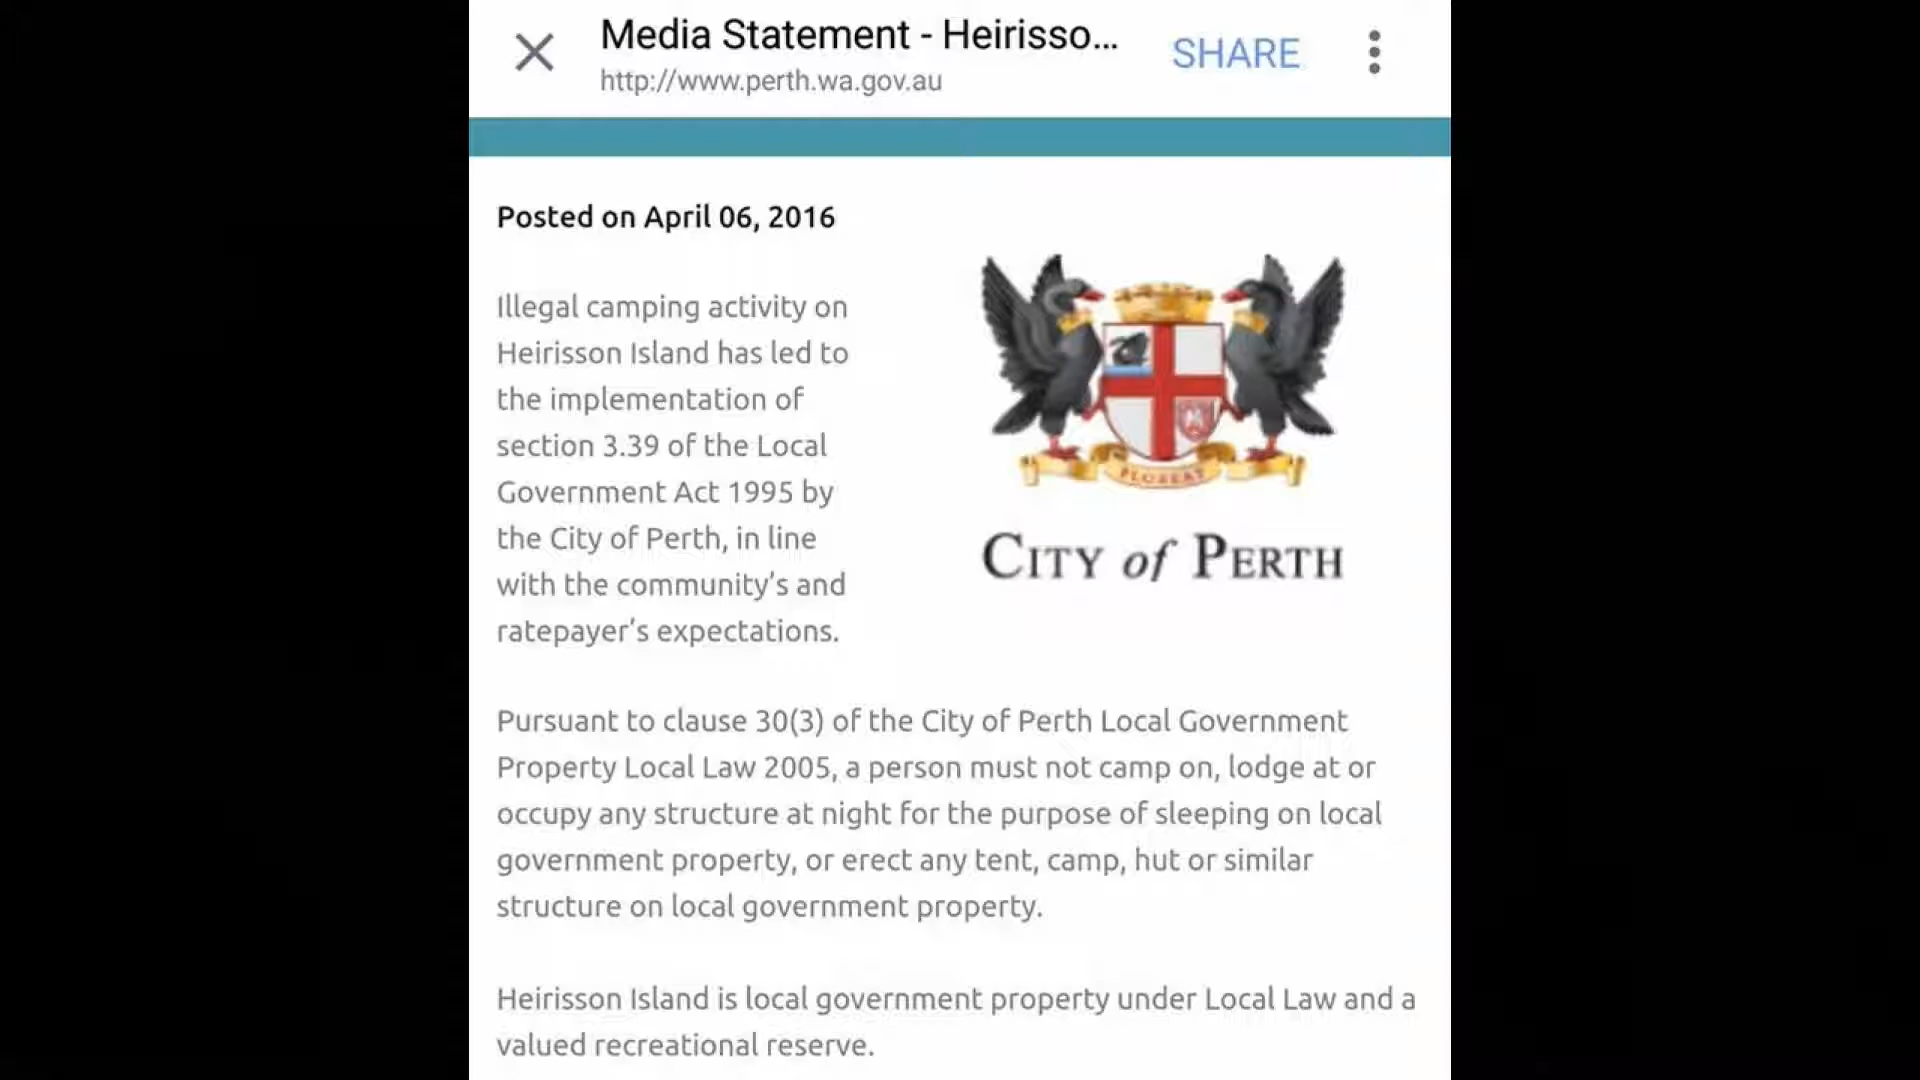 Media Statement - Heirisso...
http://www.perth.wa.gov.au
SHARE
Posted on April 06, 2016
Illegal camping activity on
Heirisson Island has led to
the implementation of
section 3.39 of the Local
Government Act 1995 by
the City of Perth, in line
with the community's and
ratepayer's expectations.
FLOREAT
CITY of PERTH
Pursuant to clause 30(3) of the City of Perth Local Government
Property Local Law 2005, a person must not camp on, lodge at or
occupy any structure at night for the purpose of sleeping on local
government property, or erect any tent, camp, hut or similar
structure on local government property.
Heirisson Island is local government property under Local Law and a
valued recreational reserve.